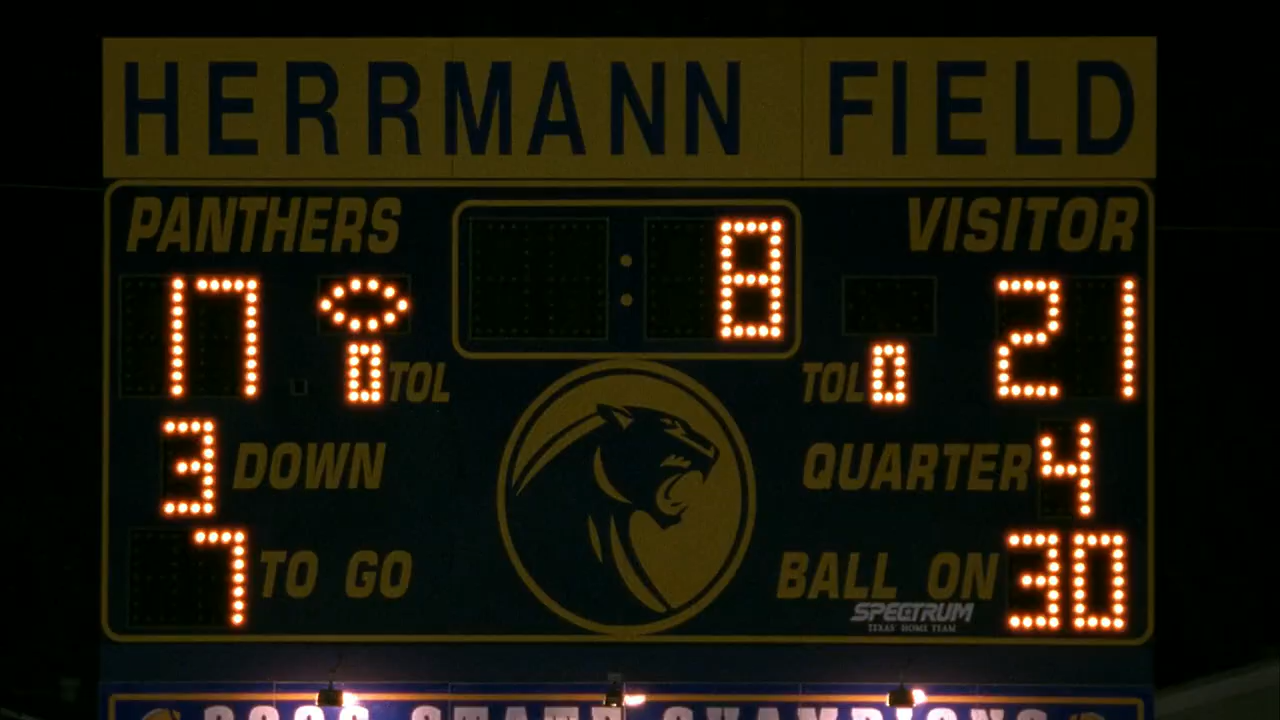 HERRMANN FIELD
PANTHERS : 8 VISITOR
17 0 TOL TOL 0 21
3 DOWN QUARTER 4
7 TO GO BALL ON 30
SPECTRUM
TEXAS' HOME TEAM
STATE CHAMPIONS